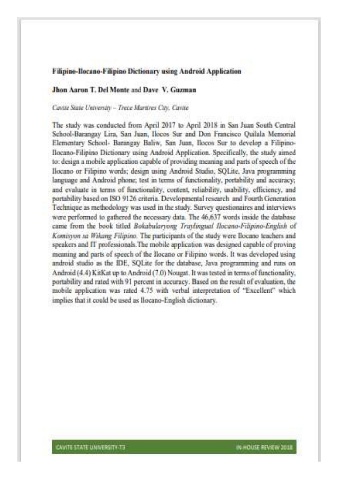 Filipino-Ilocano-Filipino Dictionary using Android Application
Jhon Aaron T. Del Monte and Dave V. Guzman
Cavite State University – Trece Martires City, Cavite
The study was conducted from April 2017 to April 2018 in San Juan South Central
School-Barangay Lira, San Juan, Ilocos Sur and Don Francisco Quilala Memorial
Elementary School- Barangay Baliw, San Juan, Ilocos Sur to develop a Filipino-
Ilocano-Filipino Dictionary using Android Application. Specifically, the study aimed
to: design a mobile application capable of providing meaning and parts of speech of the
Ilocano or Filipino words; design using Android Studio, SQLite, Java programming
language and Android phone; test in terms of functionality, portability and accuracy;
and evaluate in terms of functionality, content, reliability, usability, efficiency, and
portability based on ISO 9126 criteria. Developmental research and Fourth Generation
Technique as methodology was used in the study. Survey questionnaires and interviews
were performed to gathered the necessary data. The 46,637 words inside the database
came from the book titled Bokabularyong Traylingual Ilocano-Filipino-English of
Komisyon sa Wikang Filipino. The participants of the study were Ilocano teachers and
speakers and IT professionals.The mobile application was designed capable of proving
meaning and parts of speech of the Ilocano or Filipino words. It was developed using
android studio as the IDE, SQLite for the database, Java programming and runs on
Android (4.4) KitKat up to Android (7.0) Nougat. It was tested in terms of functionality,
portability and rated with 91 percent in accuracy. Based on the result of evaluation, the
mobile application was rated 4.75 with verbal interpretation of “Excellent” which
implies that it could be used as Ilocano-English dictionary.
CAVITE STATE UNIVERSITY T3 IN-HOUSE REVIEW 2018